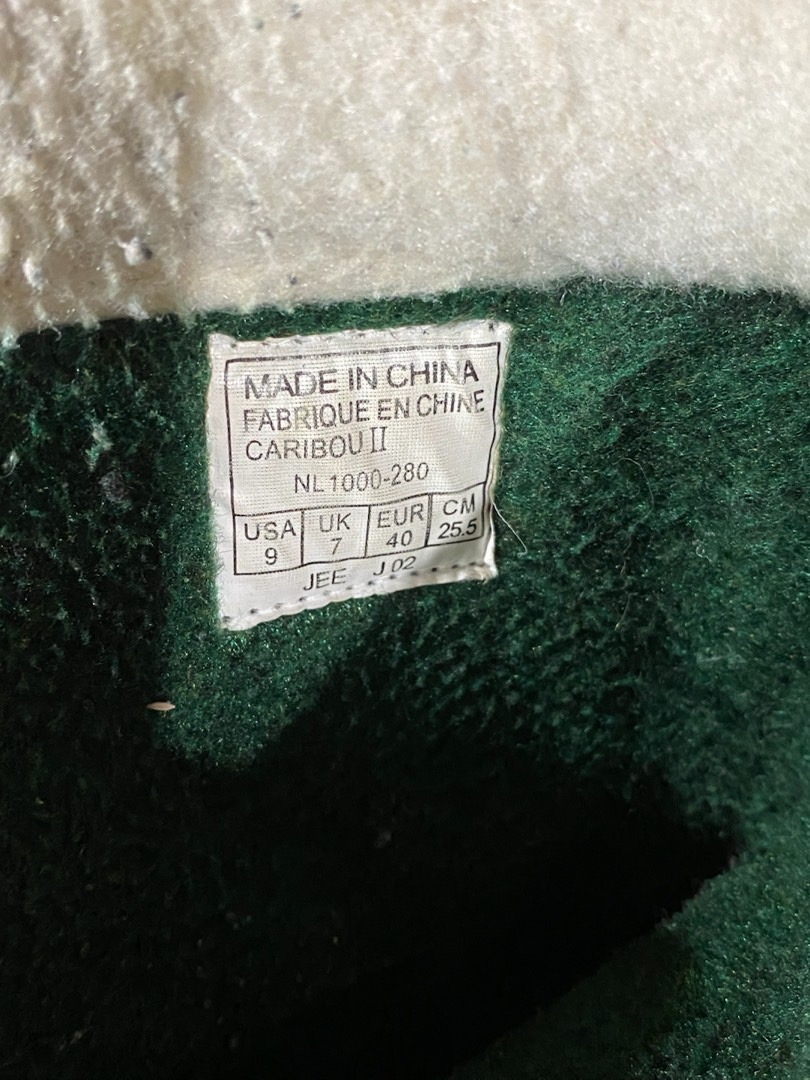 MADE IN CHINA
FABRIQUE EN CHINE
CARIBOU II
NL1000-280
USA UK EUR CM
9 7 40 25.5
JEE J 02